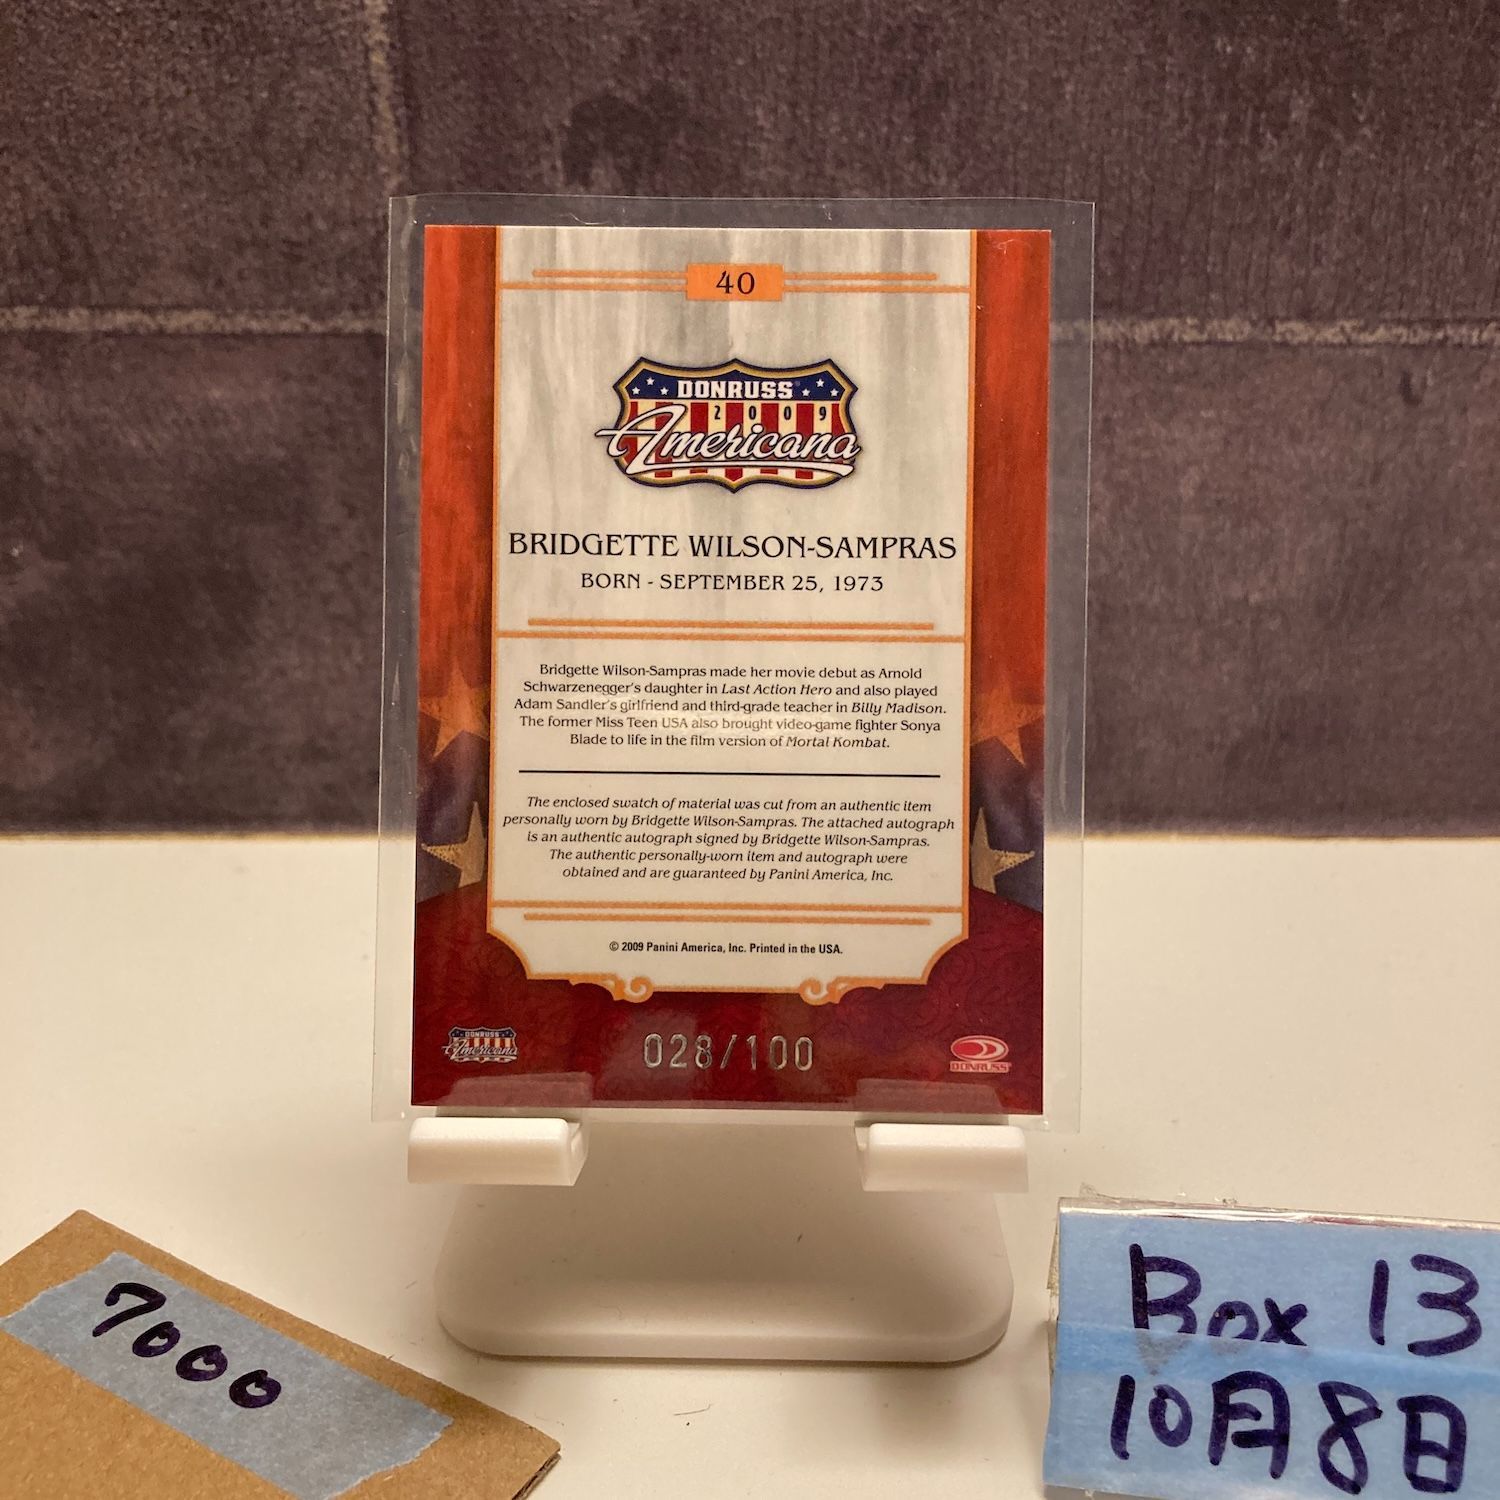 40
DONRUSS
2009
Americana
BRIDGETTE WILSON-SAMPRAS
BORN - SEPTEMBER 25, 1973
Bridgette Wilson-Sampras made her movie debut as Arnold
Schwarzenegger's daughter in Last Action Hero and also played
Adam Sandler's girlfriend and third-grade teacher in Billy Madison.
The former Miss Teen USA also brought video-game fighter Sonya
Blade to life in the film version of Mortal Kombat.
The enclosed swatch of material was cut from an authentic item
personally worn by Bridgette Wilson-Sampras. The attached autograph
is an authentic autograph signed by Bridgette Wilson-Sampras.
The authentic personally-worn item and autograph were
obtained and are guaranteed by Panini America, Inc.
© 2009 Panini America, Inc. Printed in the USA.
DONRUSS
Americana
028/100
DONRUSS
7000
Box 13
10月8日